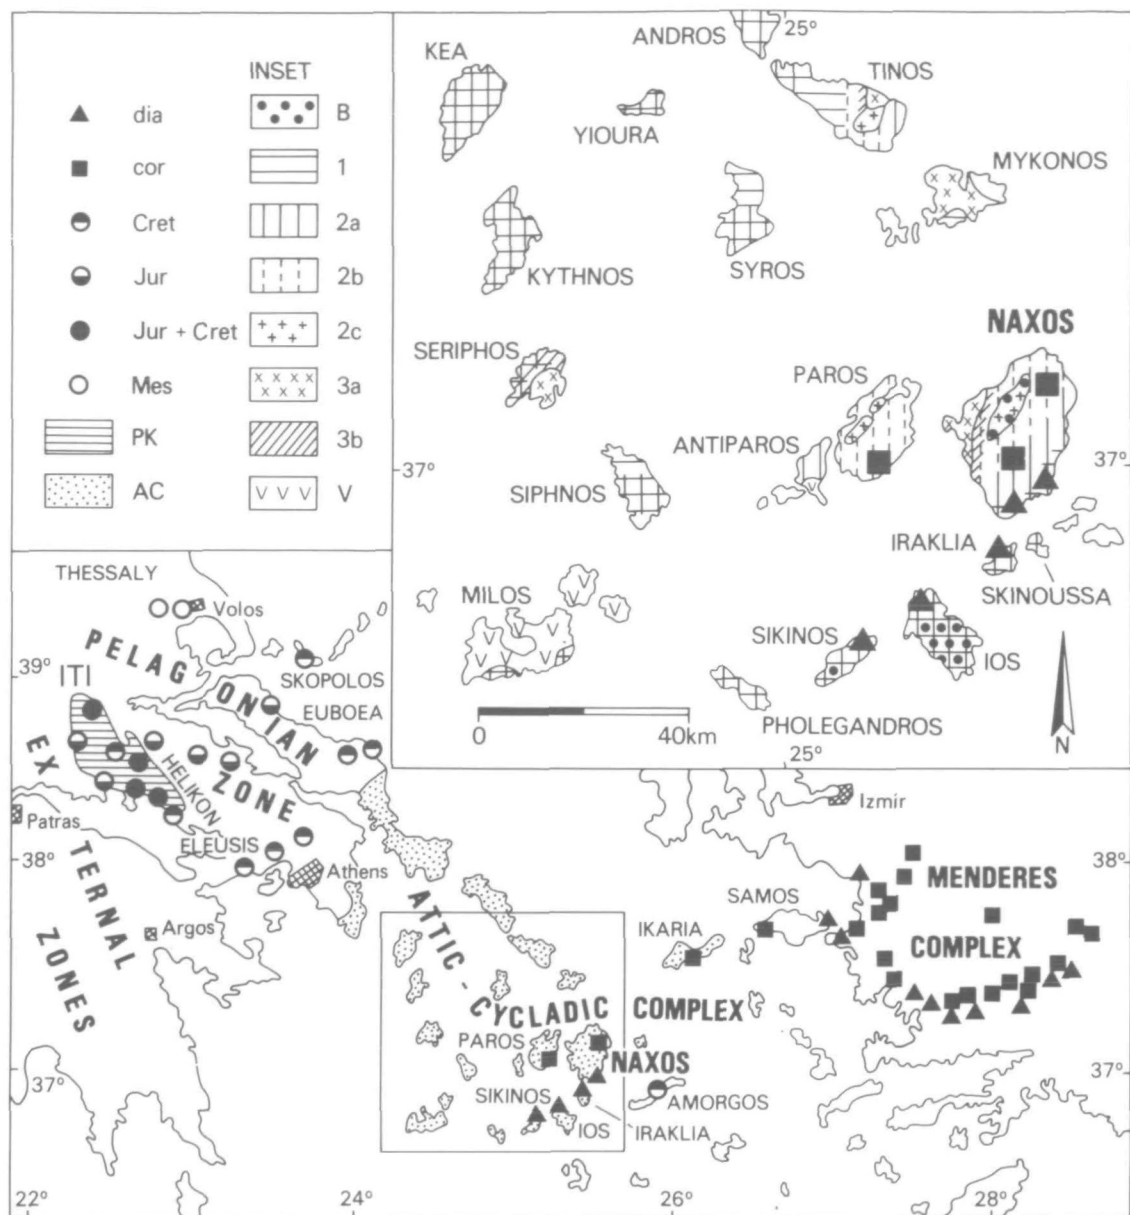 INSET
dia
B
cor
1
Cret
2a
Jur
2b
Jur + Cret
2c
Mes
3a
PK
3b
AC
V
25°
ANDROS
KEA
TINOS
YIOURA
MYKONOS
KYTHNOS
SYROS
NAXOS
SERIPHOS
PAROS
ANTIPAROS
37°
37°
SIPHNOS
IRAKLIA
SKINOUSSA
MILOS
SIKINOS
IOS
PHOLEGANDROS
0
40km
25°
N
THESSALY
Volos
PELAGONIAN
ZONE
39°
ITI
SKOPOLOS
EUBOEA
HELIKON
EXTERNAL
ZONES
Patras
ELEUSIS
38°
Athens
Argos
37°
ATTIC-CYCLADIC COMPLEX
Izmir
38°
MENDERES
COMPLEX
SAMOS
IKARIA
PAROS
NAXOS
37°
SIKINOS
AMORGOS
IOS
IRAKLIA
22°
24°
26°
28°
V V V
V
V
V
V
V
V
V
V
V